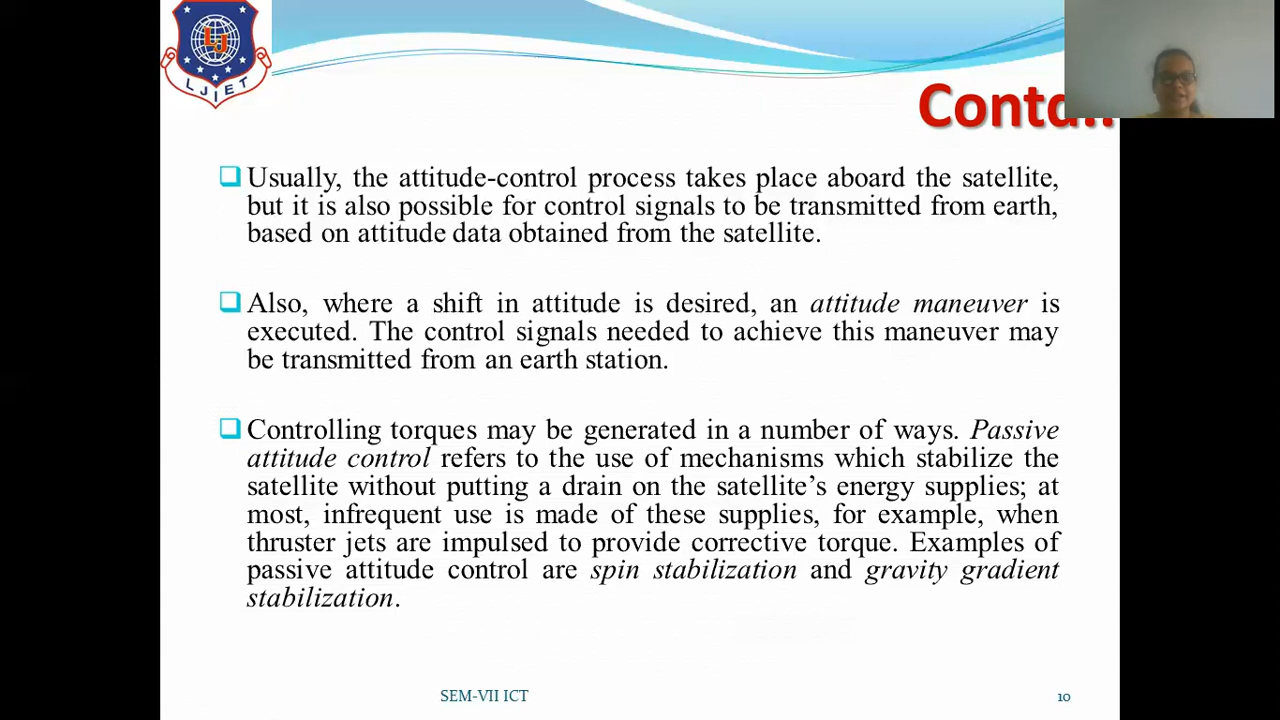 LJ
LJIET
Contd..
Usually, the attitude-control process takes place aboard the satellite,
but it is also possible for control signals to be transmitted from earth,
based on attitude data obtained from the satellite.
Also, where a shift in attitude is desired, an attitude maneuver is
executed. The control signals needed to achieve this maneuver may
be transmitted from an earth station.
Controlling torques may be generated in a number of ways. Passive
attitude control refers to the use of mechanisms which stabilize the
satellite without putting a drain on the satellite’s energy supplies; at
most, infrequent use is made of these supplies, for example, when
thruster jets are impulsed to provide corrective torque. Examples of
passive attitude control are spin stabilization and gravity gradient
stabilization.
SEM-VII ICT
10